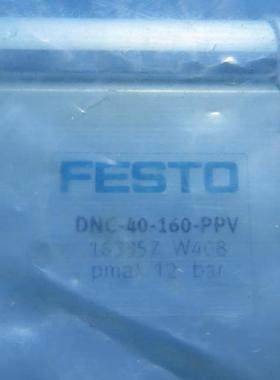 FESTO
DNC-40-160-PPV
163357 W408
pmax 12 bar